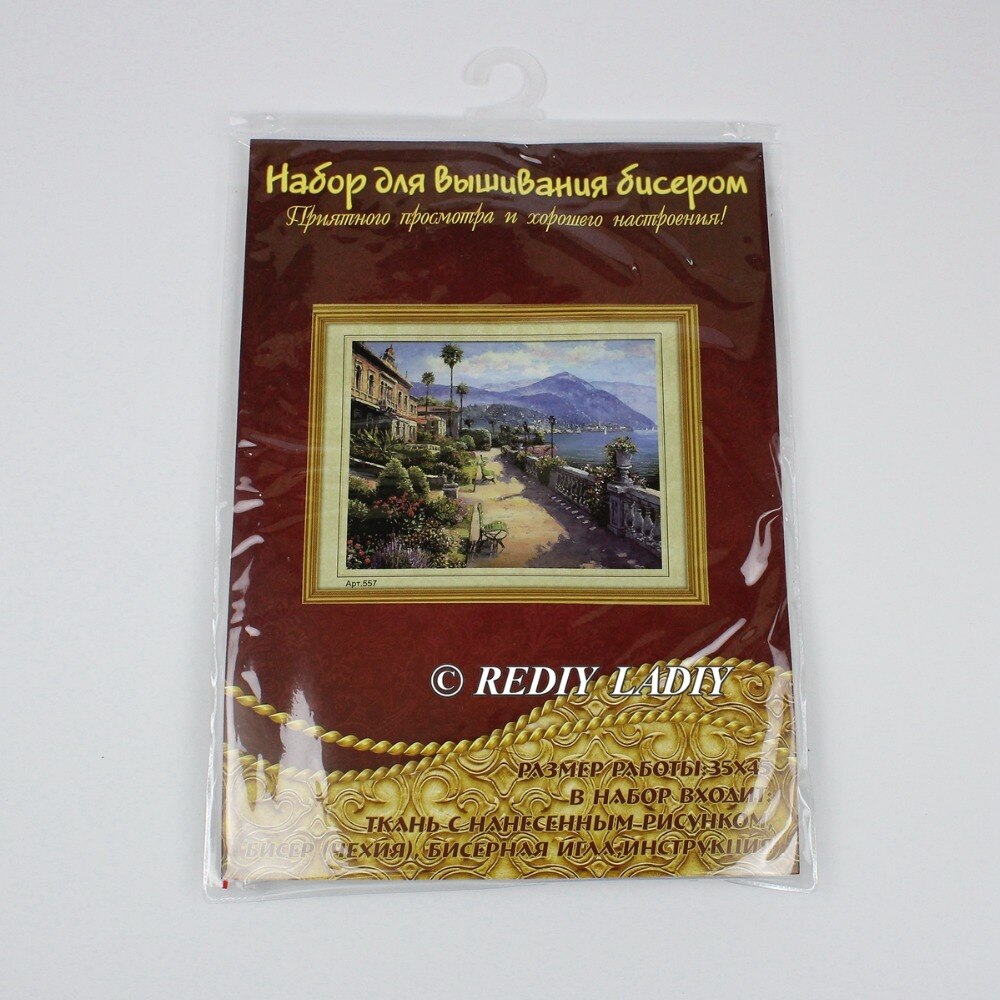 Набор для вышивания бисером
Приятного просмотра и хорошего настроения!
Арт.557
© REDIY LADIY
РАЗМЕР РАБОТЫ:35X45
В НАБОР ВХОДИТ:
ТКАНЬ С НАНЕСЕННЫМ РИСУНКОМ,
БИСЕР (ЧЕХИЯ), БИСЕРНАЯ ИГЛА,ИНСТРУКЦИЯ